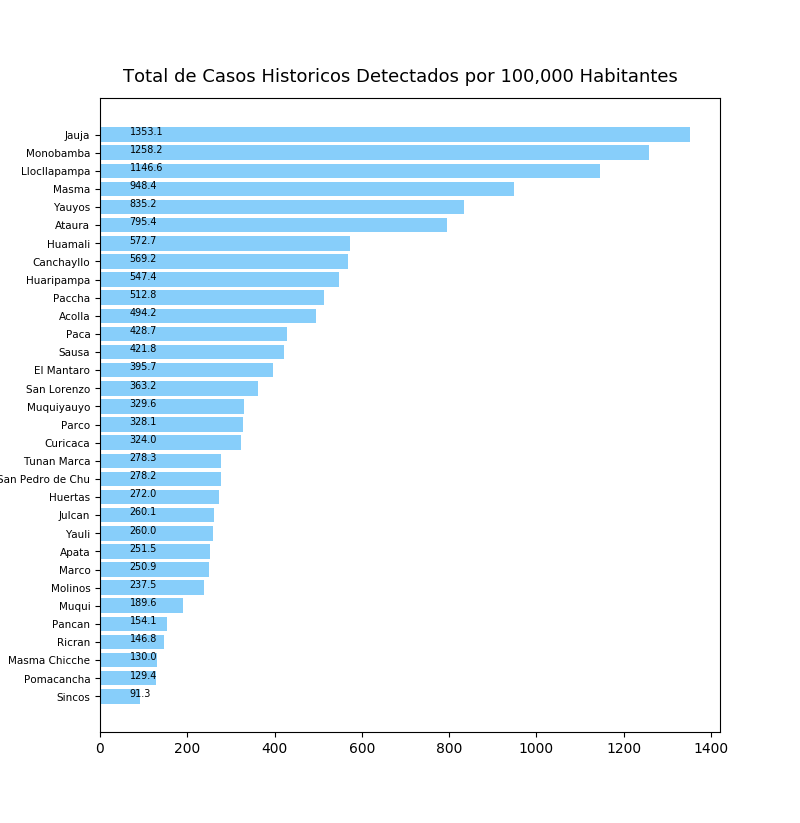 Total de Casos Historicos Detectados por 100,000 Habitantes
Jauja 1353.1
Monobamba 1258.2
Llocllapampa 1146.6
Masma 948.4
Yauyos 835.2
Ataura 795.4
Huamali 572.7
Canchayllo 569.2
Huaripampa 547.4
Paccha 512.8
Acolla 494.2
Paca 428.7
Sausa 421.8
El Mantaro 395.7
San Lorenzo 363.2
Muquiyauyo 329.6
Parco 328.1
Curicaca 324.0
Tunan Marca 278.3
San Pedro de Chu 278.2
Huertas 272.0
Julcan 260.1
Yauli 260.0
Apata 251.5
Marco 250.9
Molinos 237.5
Muqui 189.6
Pancan 154.1
Ricran 146.8
Masma Chicche 130.0
Pomacancha 129.4
Sincos 91.3
0 200 400 600 800 1000 1200 1400